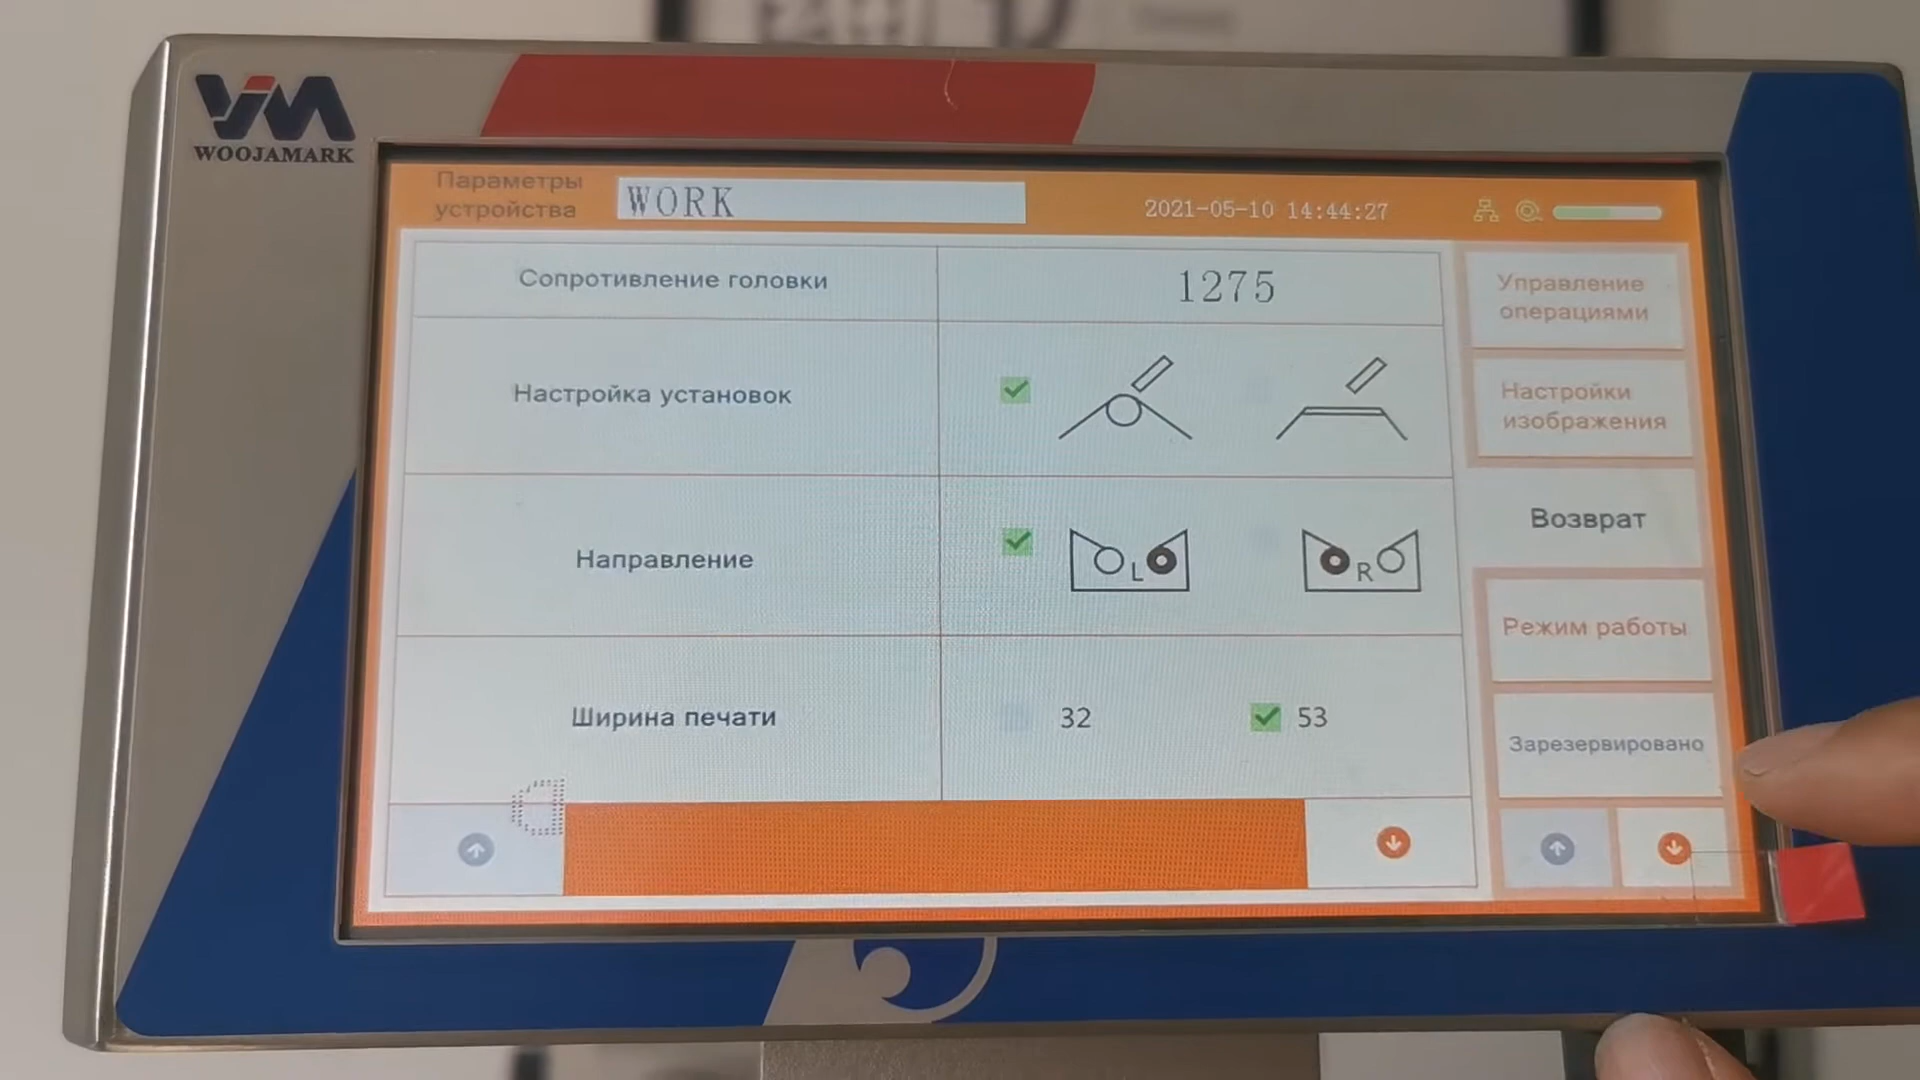 WOOJAMARK
Параметры
устройства
WORK
2021-05-10 14:44:27
Сопротивление головки
1275
Настройка установок
Направление
L
R
Ширина печати
32
53
Управление
операциями
Настройки
изображения
Возврат
Режим работы
Зарезервировано